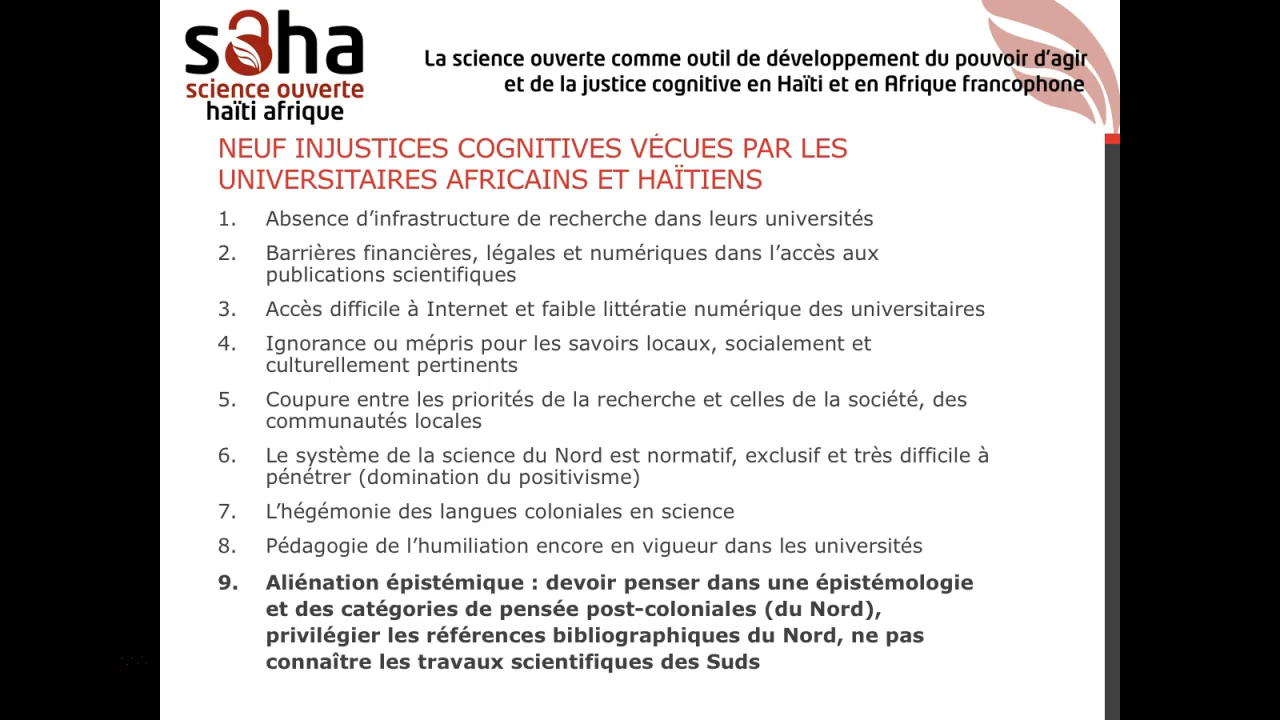 soha
science ouverte
haïti afrique
La science ouverte comme outil de développement du pouvoir d'agir
et de la justice cognitive en Haïti et en Afrique francophone
NEUF INJUSTICES COGNITIVES VÉCUES PAR LES
UNIVERSITAIRES AFRICAINS ET HAÏTIENS
1. Absence d'infrastructure de recherche dans leurs universités
2. Barrières financières, légales et numériques dans l'accès aux
publications scientifiques
3. Accès difficile à Internet et faible littératie numérique des universitaires
4. Ignorance ou mépris pour les savoirs locaux, socialement et
culturellement pertinents
5. Coupure entre les priorités de la recherche et celles de la société, des
communautés locales
6. Le système de la science du Nord est normatif, exclusif et très difficile à
pénétrer (domination du positivisme)
7. L'hégémonie des langues coloniales en science
8. Pédagogie de l'humiliation encore en vigueur dans les universités
9. Aliénation épistémique : devoir penser dans une épistémologie
et des catégories de pensée post-coloniales (du Nord),
privilégier les références bibliographiques du Nord, ne pas
connaître les travaux scientifiques des Suds